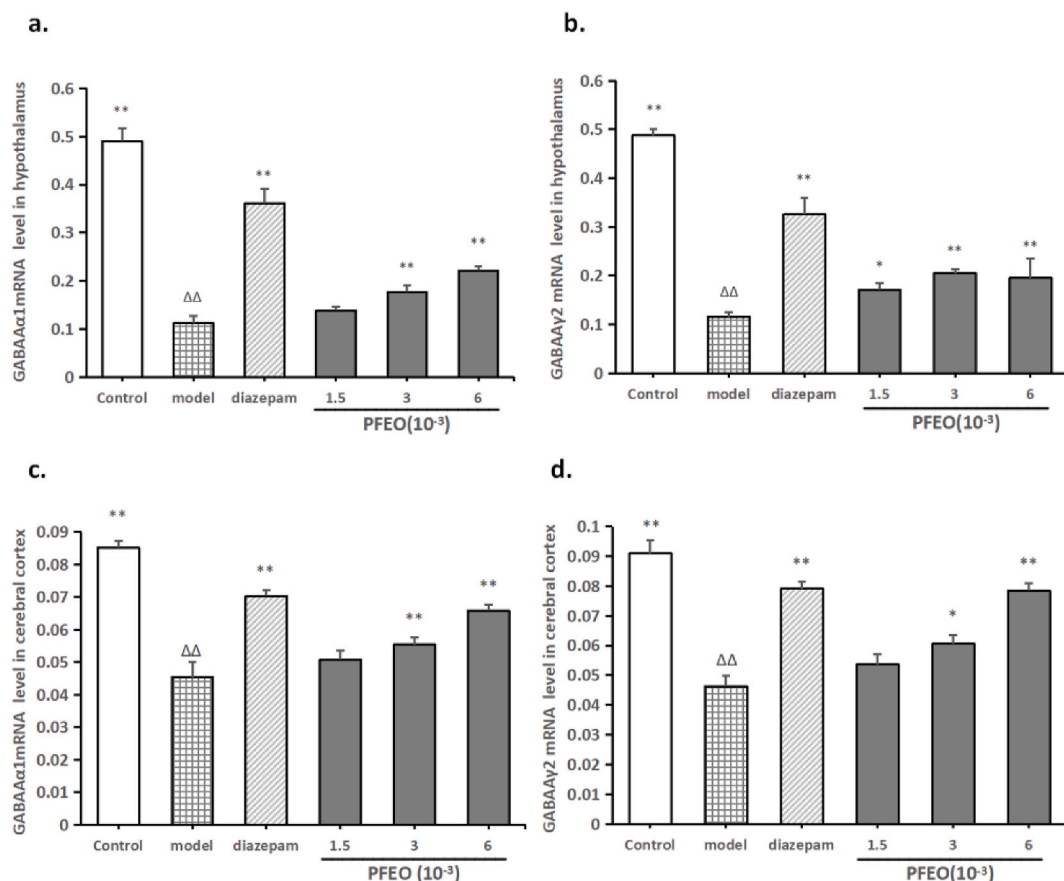 a.
GABAAα1mRNA level in hypothalamus
0.6
0.5
0.4
0.3
0.2
0.1
0
**
ΔΔ
**
**
**
Control model diazepam 1.5 3 6
PFEO(10⁻³)
b.
GABAAγ2 mRNA level in hypothalamus
0.6
0.5
0.4
0.3
0.2
0.1
0
**
ΔΔ
**
*
**
**
Control model diazepam 1.5 3 6
PFEO(10⁻³)
c.
GABAAα1mRNA level in cerebral cortex
0.09
0.08
0.07
0.06
0.05
0.04
0.03
0.02
0.01
0
**
ΔΔ
**
**
**
Control model diazepam 1.5 3 6
PFEO (10⁻³)
d.
GABAAγ2 mRNA level in cerebral cortex
0.1
0.09
0.08
0.07
0.06
0.05
0.04
0.03
0.02
0.01
0
**
ΔΔ
**
*
**
Control model diazepam 1.5 3 6
PFEO (10⁻³)